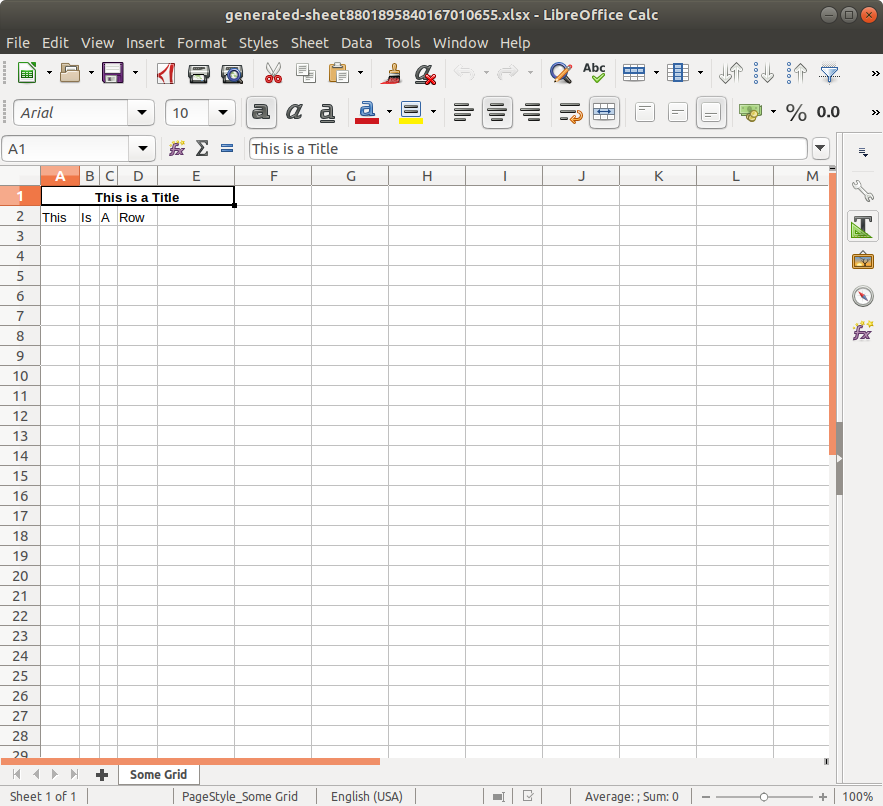 generated-sheet8801895840167010655.xlsx - LibreOffice Calc
File Edit View Insert Format Styles Sheet Data Tools Window Help
Abc
»
Arial 10 a a a a % 0.0 »
A1 fx Σ = This is a Title
A B C D E F G H I J K L M
1 This is a Title
2 This Is A Row
3
4
5
6
7
8
9
10
11
12
13
14
15
16
17
18
19
20
21
22
23
24
25
26
27
28
29
Some Grid
Sheet 1 of 1 PageStyle_Some Grid English (USA) Average: ; Sum: 0 100%